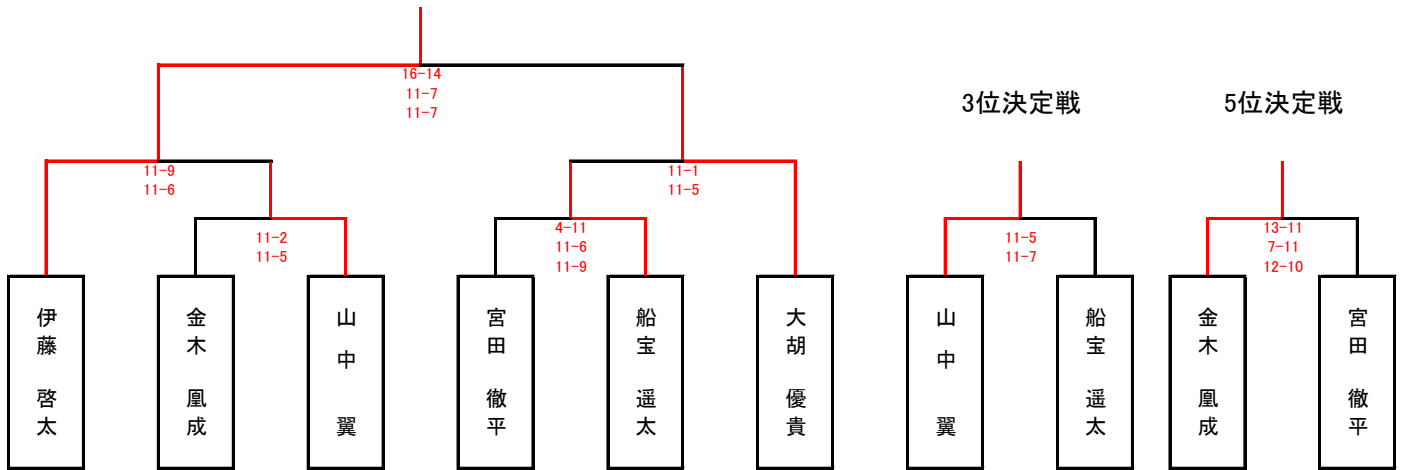 16-14
11-7
11-7
3位決定戦
5位決定戦
11-9
11-6
11-1
11-5
11-2
11-5
4-11
11-6
11-9
11-5
11-7
13-11
7-11
12-10
伊藤 啓太
金木 凰成
山中 翼
宮田 徹平
船宝 遥太
大胡 優貴
山中 翼
船宝 遥太
金木 凰成
宮田 徹平